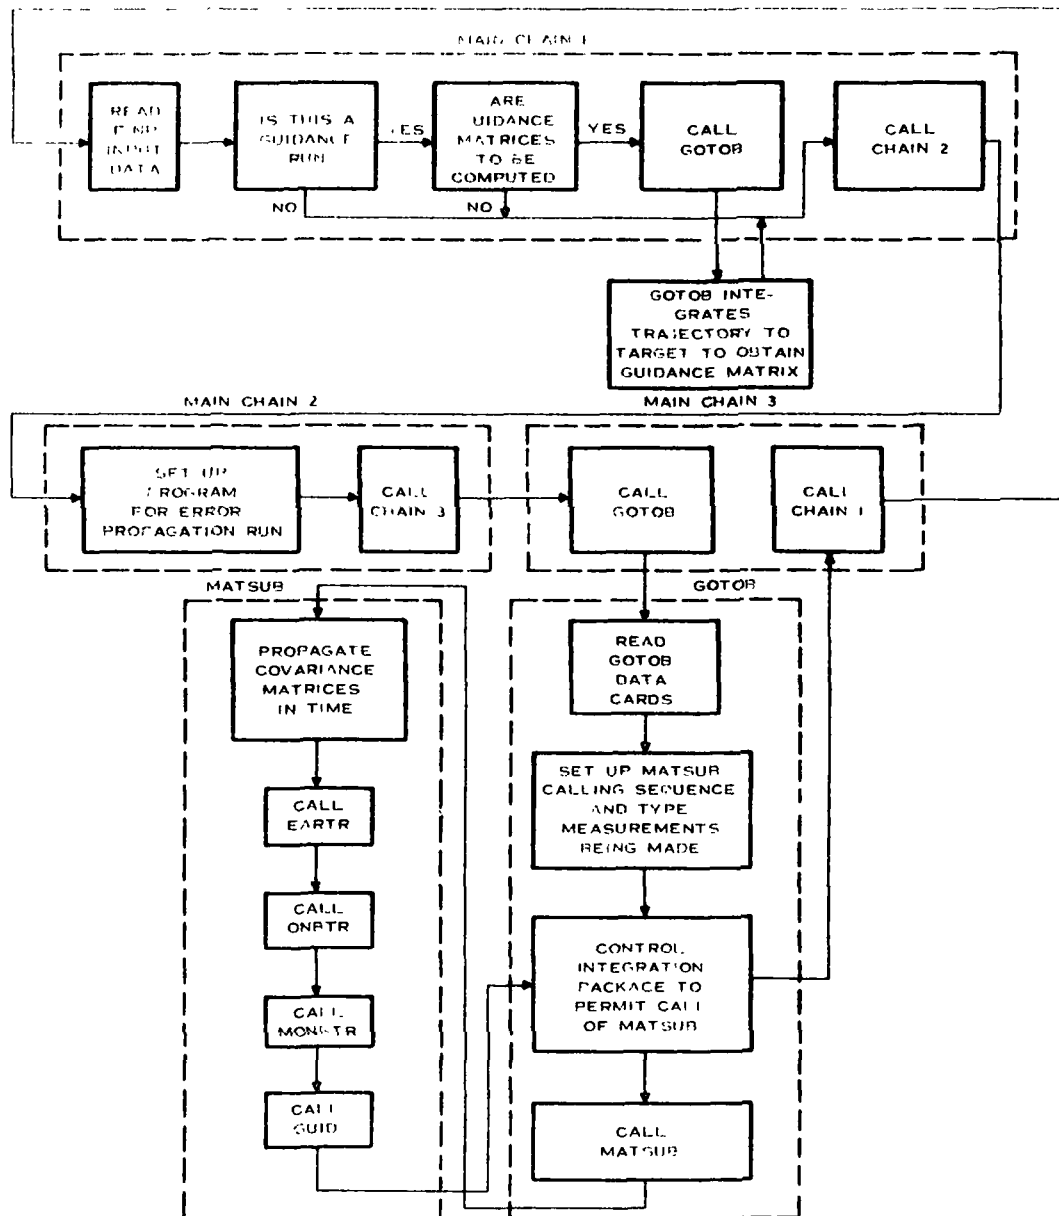 MAIN CHAIN 1
READ
INPUT
DATA
IS THIS A
GUIDANCE
RUN
YES
NO
ARE
UIDANCE
MATRICES
TO BE
COMPUTED
YES
NO
CALL
GOTOB
CALL
CHAIN 2
GOTOB INTE-
GRATES
TRAJECTORY TO
TARGET TO OBTAIN
GUIDANCE MATRIX
MAIN CHAIN 2
SET UP
PROGRAM
FOR ERROR
PROPAGATION RUN
CALL
CHAIN 3
MAIN CHAIN 3
CALL
GOTOB
CALL
CHAIN 1
MATSUB
PROPAGATE
COVARIANCE
MATRICES
IN TIME
CALL
EARTR
CALL
ONBTR
CALL
CALL
GUID
GOTOB
READ
GOTOB
DATA
CARDS
SET UP MATSUB
CALLING SEQUENCE
AND TYPE
MEASUREMENTS
BEING MADE
CONTROL
INTEGRATION
PACKAGE TO
PERMIT CALL
OF MATSUB
CALL
MATSUB